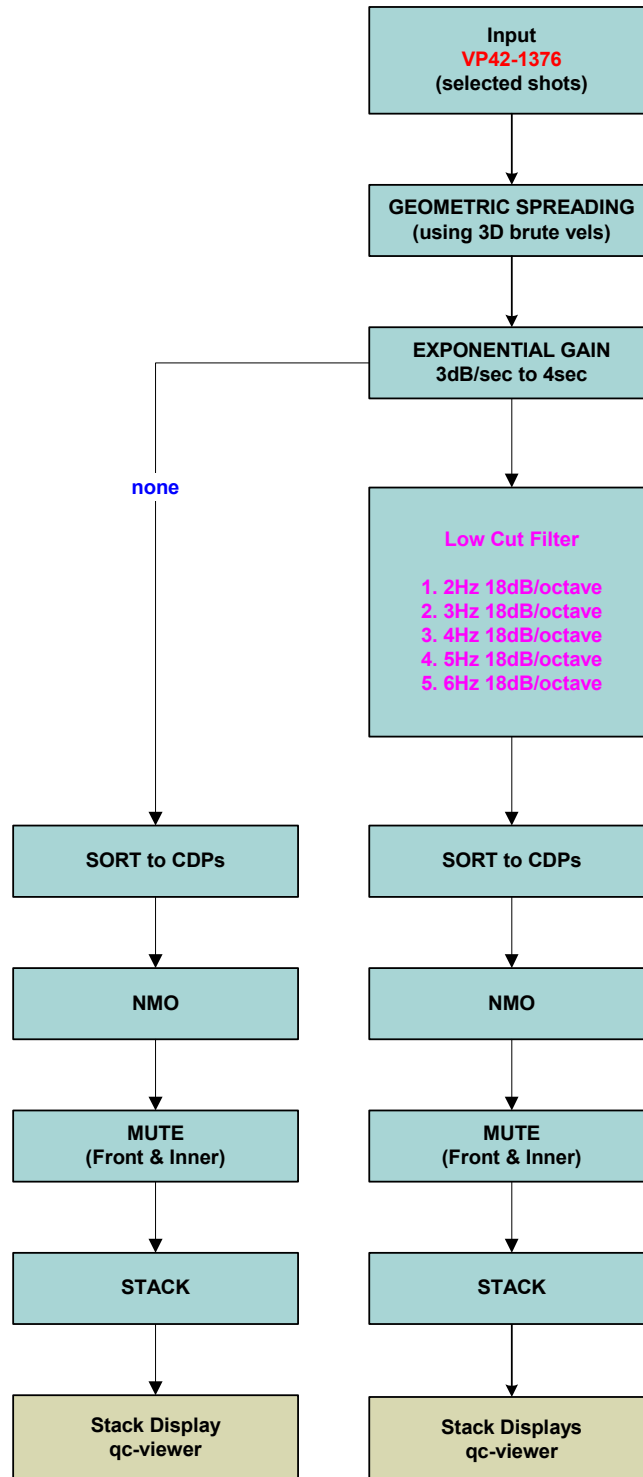 Input
VP42-1376
(selected shots)
GEOMETRIC SPREADING
(using 3D brute vels)
EXPONENTIAL GAIN
3dB/sec to 4sec
none
Low Cut Filter
1. 2Hz 18dB/octave
2. 3Hz 18dB/octave
3. 4Hz 18dB/octave
4. 5Hz 18dB/octave
5. 6Hz 18dB/octave
SORT to CDPs
SORT to CDPs
NMO
NMO
MUTE
(Front & Inner)
MUTE
(Front & Inner)
STACK
STACK
Stack Display
qc-viewer
Stack Displays
qc-viewer